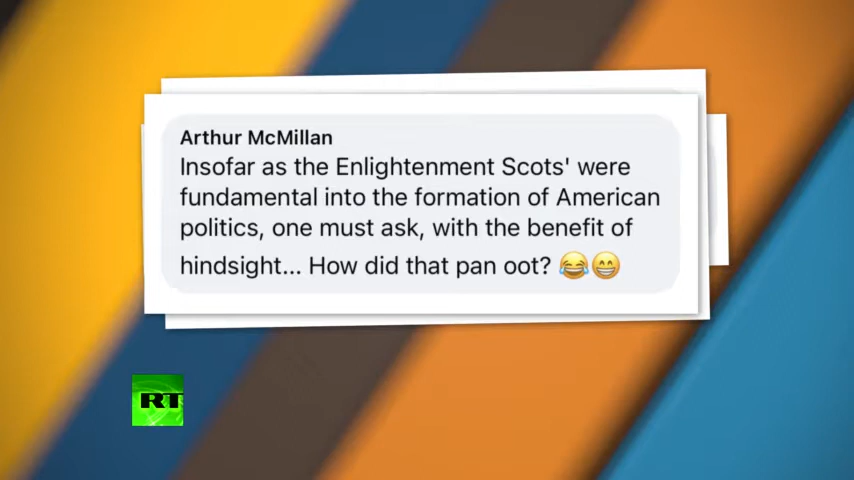 Arthur McMillan
Insofar as the Enlightenment Scots' were
fundamental into the formation of American
politics, one must ask, with the benefit of
hindsight... How did that pan oot? 😂😁
RT